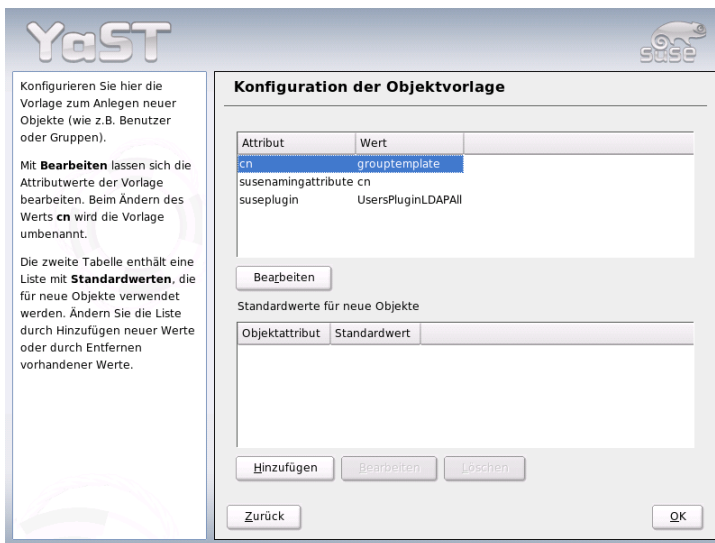 YaST
suse
Konfigurieren Sie hier die
Vorlage zum Anlegen neuer
Objekte (wie z.B. Benutzer
oder Gruppen).
Mit Bearbeiten lassen sich die
Attributwerte der Vorlage
bearbeiten. Beim Ändern des
Werts cn wird die Vorlage
umbenannt.
Die zweite Tabelle enthält eine
Liste mit Standardwerten, die
für neue Objekte verwendet
werden. Ändern Sie die Liste
durch Hinzufügen neuer Werte
oder durch Entfernen
vorhandener Werte.
Konfiguration der Objektvorlage
Attribut Wert
cn grouptemplate
susenamingattribute cn
suseplugin UsersPluginLDAPAll
Bearbeiten
Standardwerte für neue Objekte
Objektattribut Standardwert
Hinzufügen Bearbeiten Löschen
Zurück OK